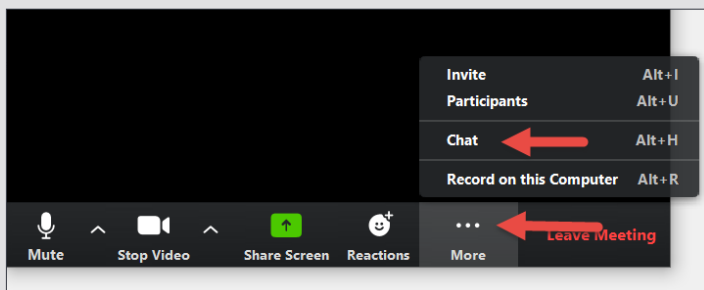 Invite Alt+I
Participants Alt+U
Chat Alt+H
Record on this Computer Alt+R
Mute Stop Video Share Screen Reactions More Leave Meeting